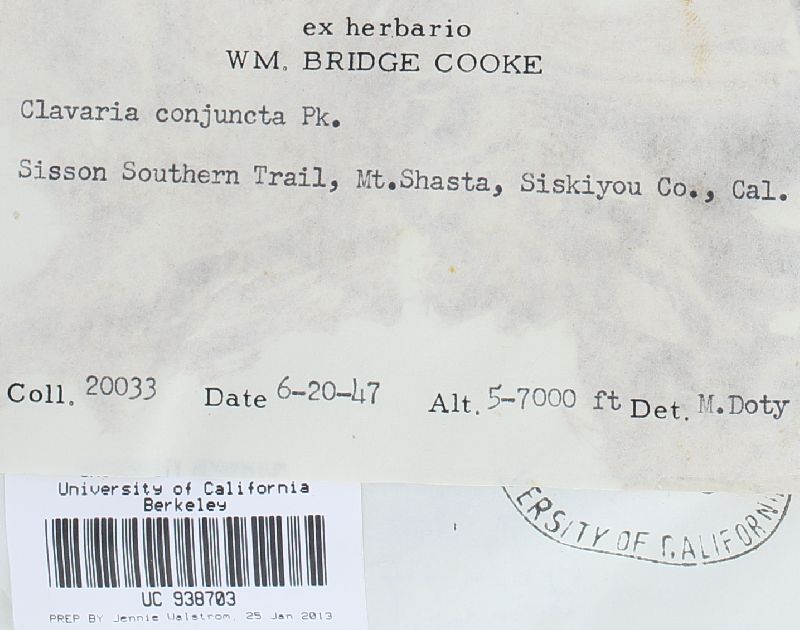 ex herbario
WM. BRIDGE COOKE
Clavaria conjuncta Pk.
Sisson Southern Trail, Mt.Shasta, Siskiyou Co., Cal.
Coll. 20033 Date 6-20-47 Alt. 5-7000 ft Det. M.Doty
University of California
Berkeley
UC 938703
PREP BY Jennie Walstrom, 25 Jan 2013
ERSITY OF CALIFORN